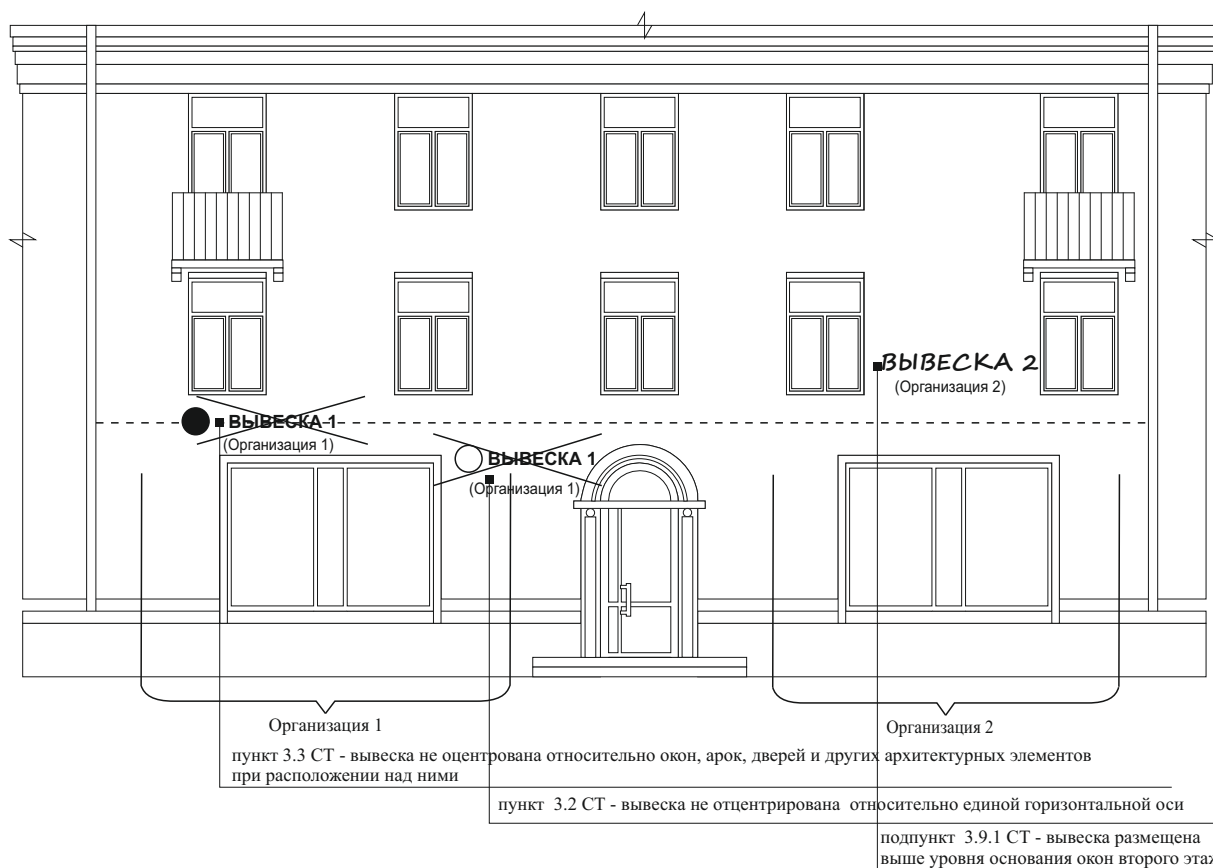 ВЫВЕСКА 2
(Организация 2)
ВЫВЕСКА 1
(Организация 1)
ВЫВЕСКА 1
(Организация 1)
Организация 1
Организация 2
пункт 3.3 СТ - вывеска не оцентрована относительно окон, арок, дверей и других архитектурных элементов
при расположении над ними
пункт 3.2 СТ - вывеска не отцентрирована относительно единой горизонтальной оси
подпункт 3.9.1 СТ - вывеска размещена
выше уровня основания окон второго